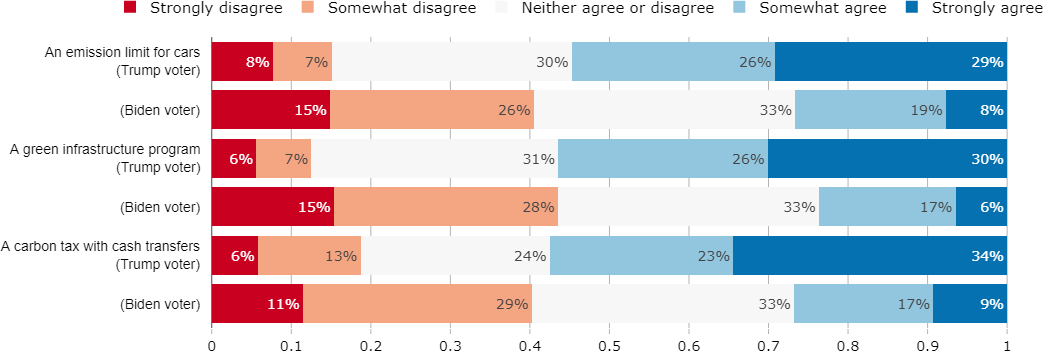 Strongly disagree Somewhat disagree Neither agree or disagree Somewhat agree Strongly agree
An emission limit for cars
(Trump voter) 8% 7% 30% 26% 29%
(Biden voter) 15% 26% 33% 19% 8%
A green infrastructure program
(Trump voter) 6% 7% 31% 26% 30%
(Biden voter) 15% 28% 33% 17% 6%
A carbon tax with cash transfers
(Trump voter) 6% 13% 24% 23% 34%
(Biden voter) 11% 29% 33% 17% 9%
0 0.1 0.2 0.3 0.4 0.5 0.6 0.7 0.8 0.9 1